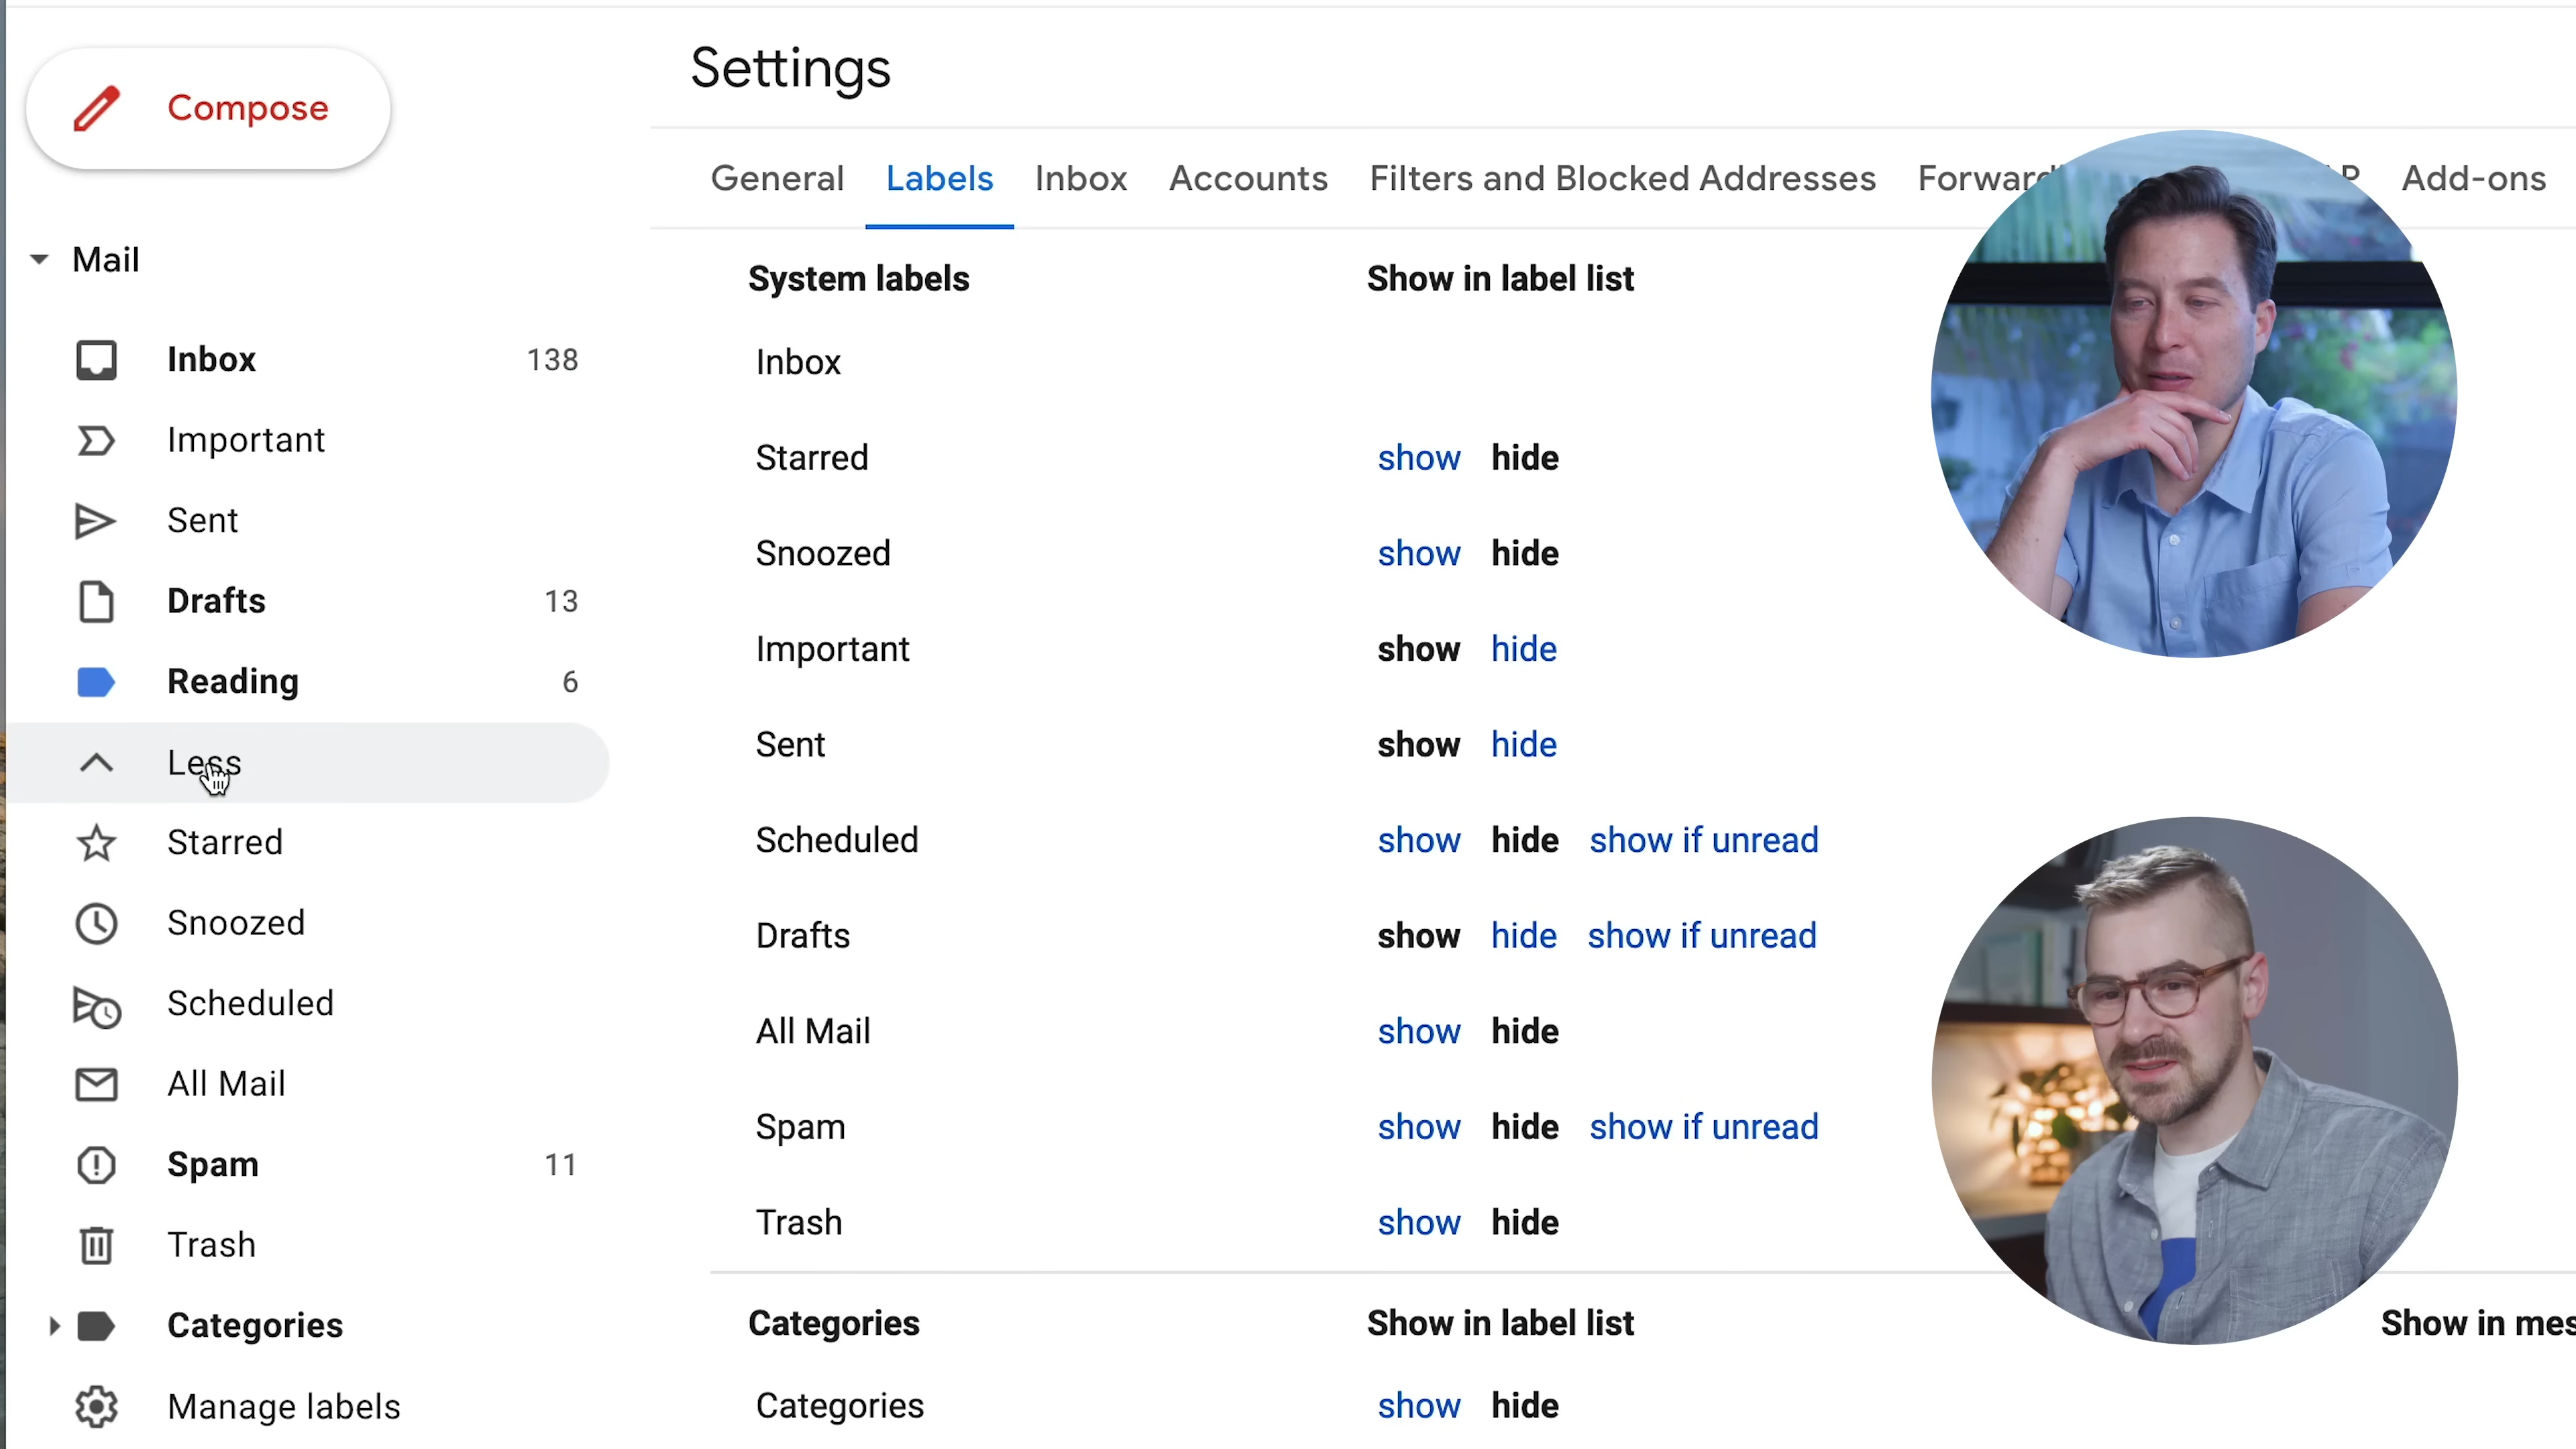 Compose
Mail
Inbox 138
Important
Sent
Drafts 13
Reading 6
Less
Starred
Snoozed
Scheduled
All Mail
Spam 11
Trash
Categories
Manage labels
Settings
General Labels Inbox Accounts Filters and Blocked Addresses Forward P Add-ons
System labels Show in label list
Inbox
Starred show hide
Snoozed show hide
Important show hide
Sent show hide
Scheduled show hide show if unread
Drafts show hide show if unread
All Mail show hide
Spam show hide show if unread
Trash show hide
Categories Show in label list Show in mes
Categories show hide